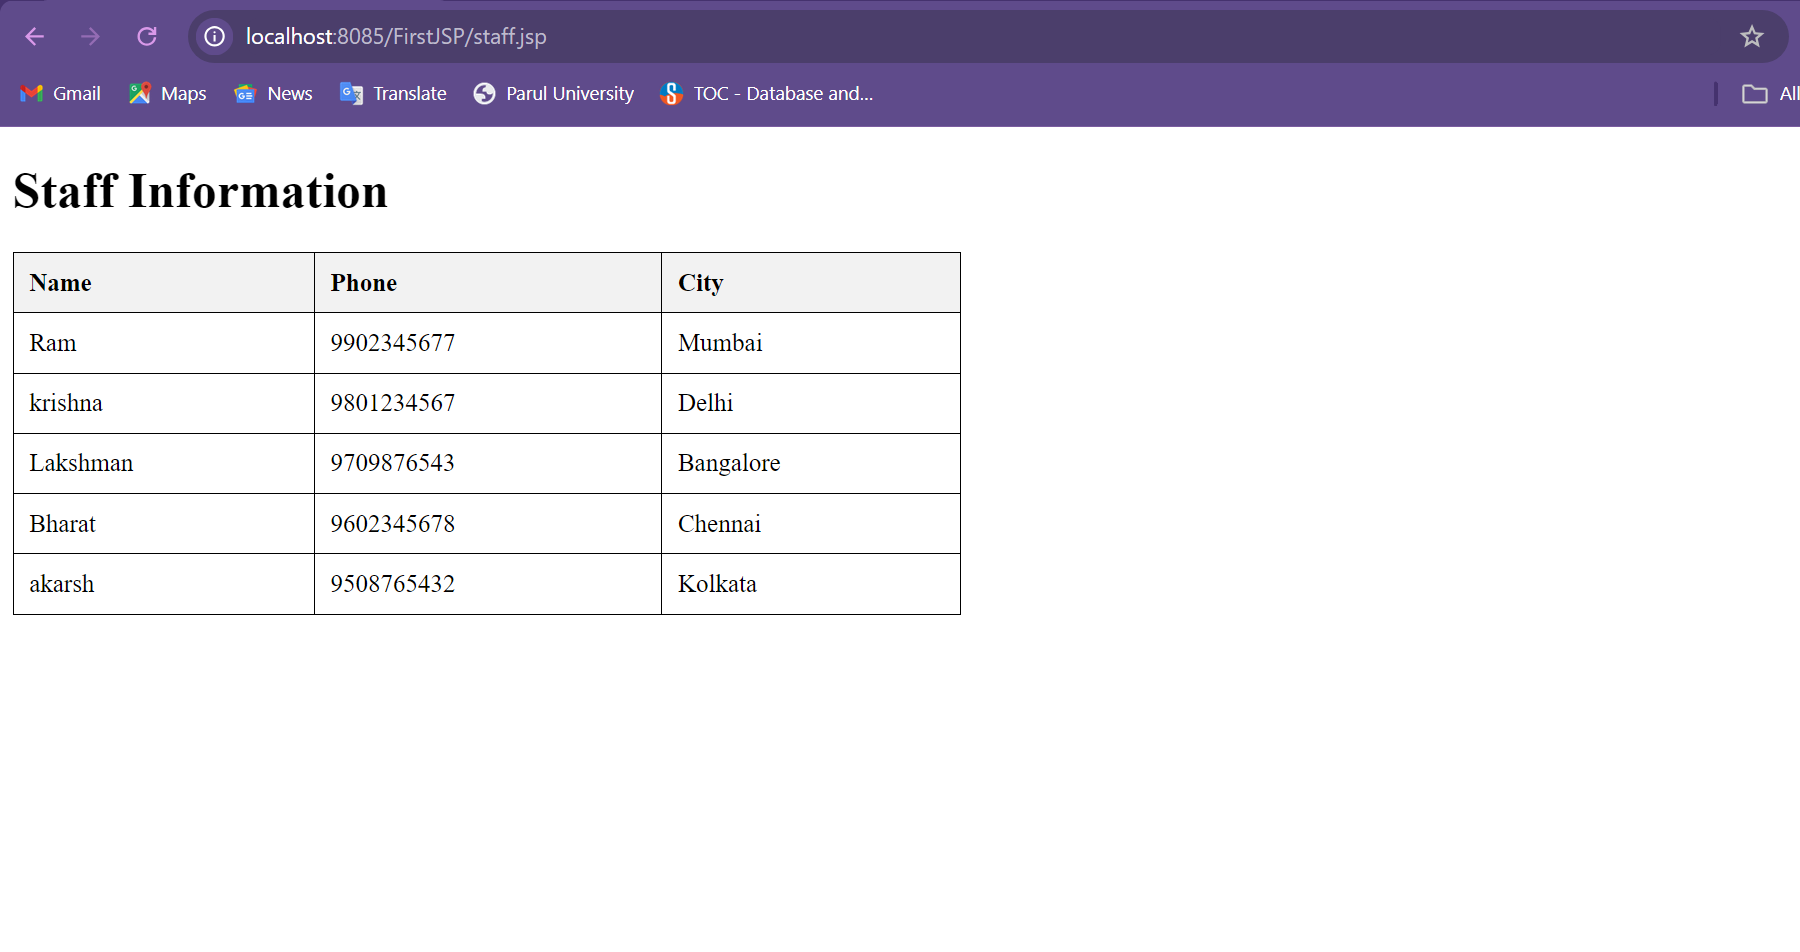 localhost:8085/FirstJSP/staff.jsp
Gmail Maps News Translate Parul University TOC - Database and... All
Staff Information
Name Phone City
Ram 9902345677 Mumbai
krishna 9801234567 Delhi
Lakshman 9709876543 Bangalore
Bharat 9602345678 Chennai
akarsh 9508765432 Kolkata